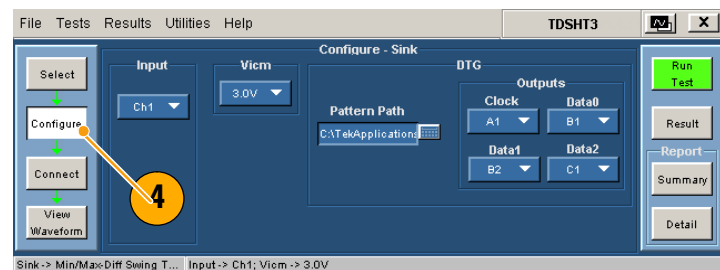 File Tests Results Utilities Help TDSHT3 X
Configure - Sink
Select
Configure
Connect
View
Waveform
Input
Ch1
Vicm
3.0V
DTG
Pattern Path
C:\TekApplications
Outputs
Clock Data0
A1 B1
Data1 Data2
B2 C1
Run
Test
Result
Report
Summary
Detail
4
Sink -> Min/Max-Diff Swing T... Input -> Ch1; Vicm -> 3.0V